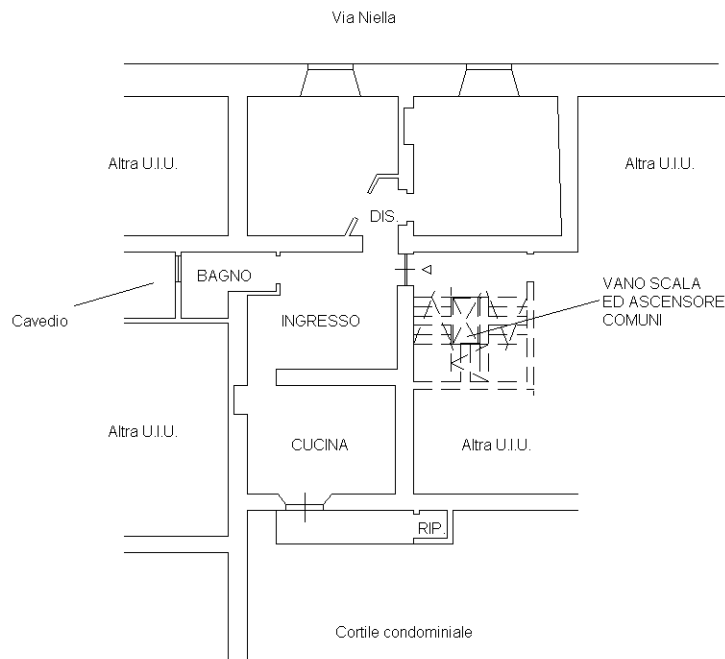 Via Niella
Altra U.I.U.
Altra U.I.U.
DIS.
BAGNO
VANO SCALA
ED ASCENSORE
COMUNI
Cavedio
INGRESSO
Altra U.I.U.
CUCINA
Altra U.I.U.
RIP.
Cortile condominiale